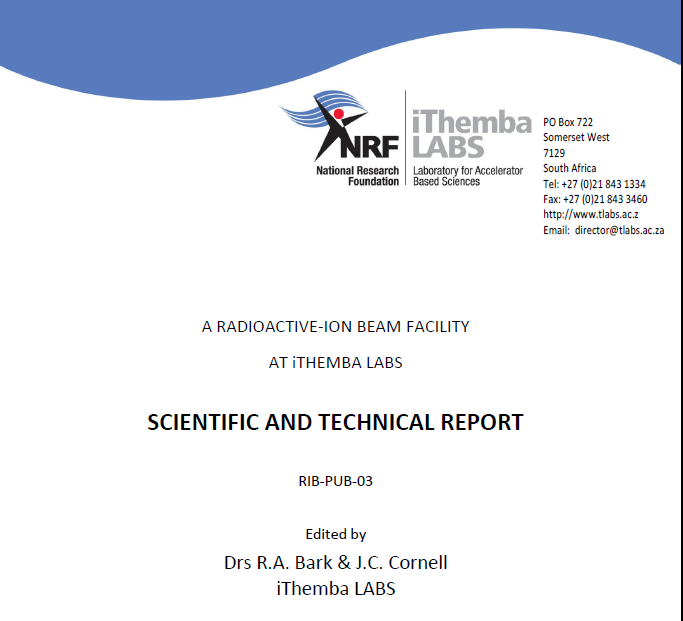 NRF
National Research
Foundation
iThemba
LABS
Laboratory for Accelerator
Based Sciences
PO Box 722
Somerset West
7129
South Africa
Tel: +27 (0)21 843 1334
Fax: +27 (0)21 843 3460
http://www.tlabs.ac.z
Email: director@tlabs.ac.za
A RADIOACTIVE-ION BEAM FACILITY
AT iTHEMBA LABS
SCIENTIFIC AND TECHNICAL REPORT
RIB-PUB-03
Edited by
Drs R.A. Bark & J.C. Cornell
iThemba LABS